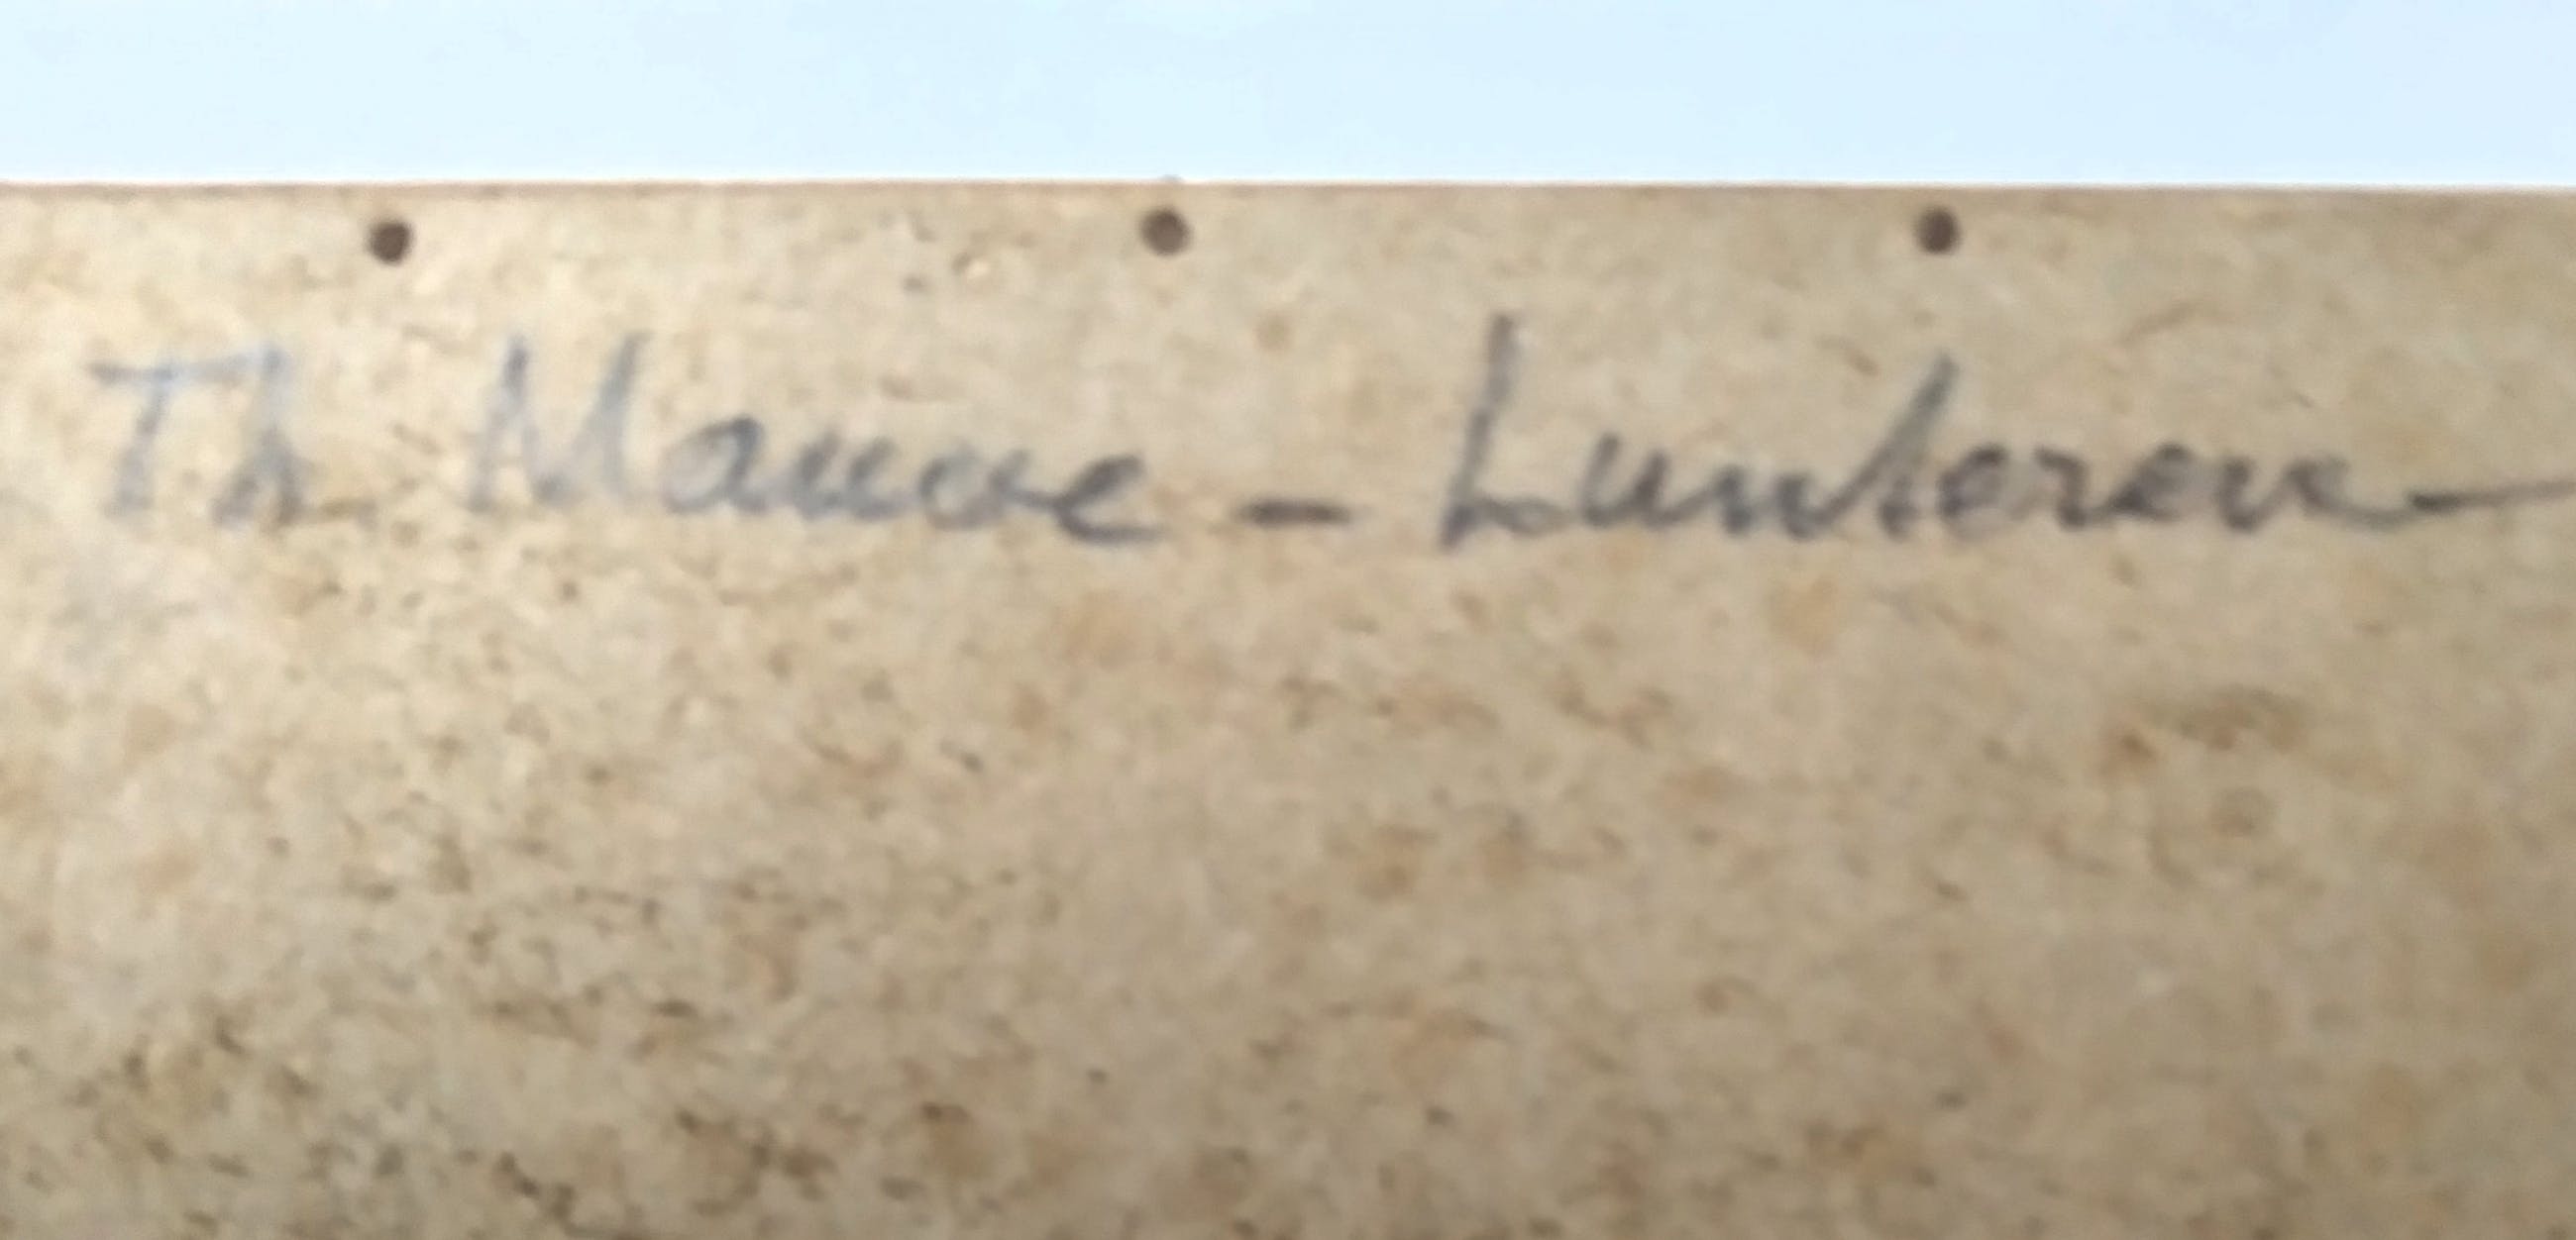 Th. Mauve - Lunteren